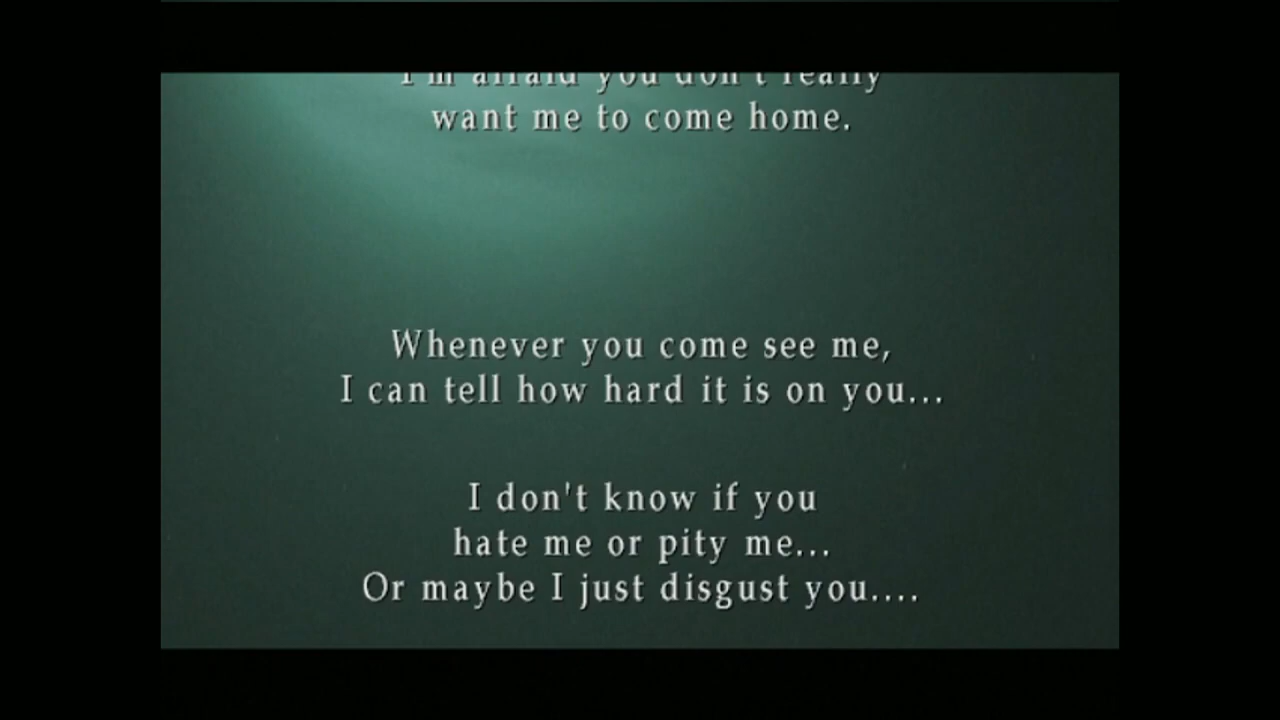 I'm afraid you don't really
want me to come home.
Whenever you come see me,
I can tell how hard it is on you...
I don't know if you
hate me or pity me...
Or maybe I just disgust you....